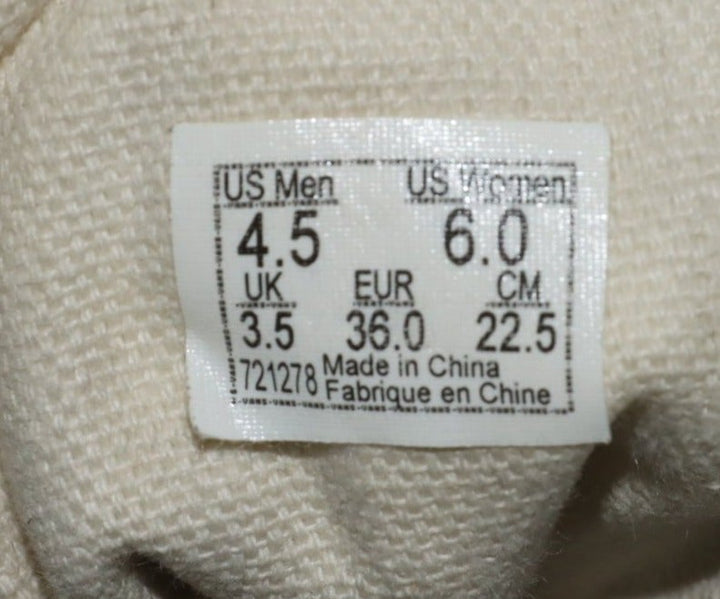 US Men US Women
4.5 6.0
UK EUR CM
3.5 36.0 22.5
721278 Made in China
Fabrique en Chine